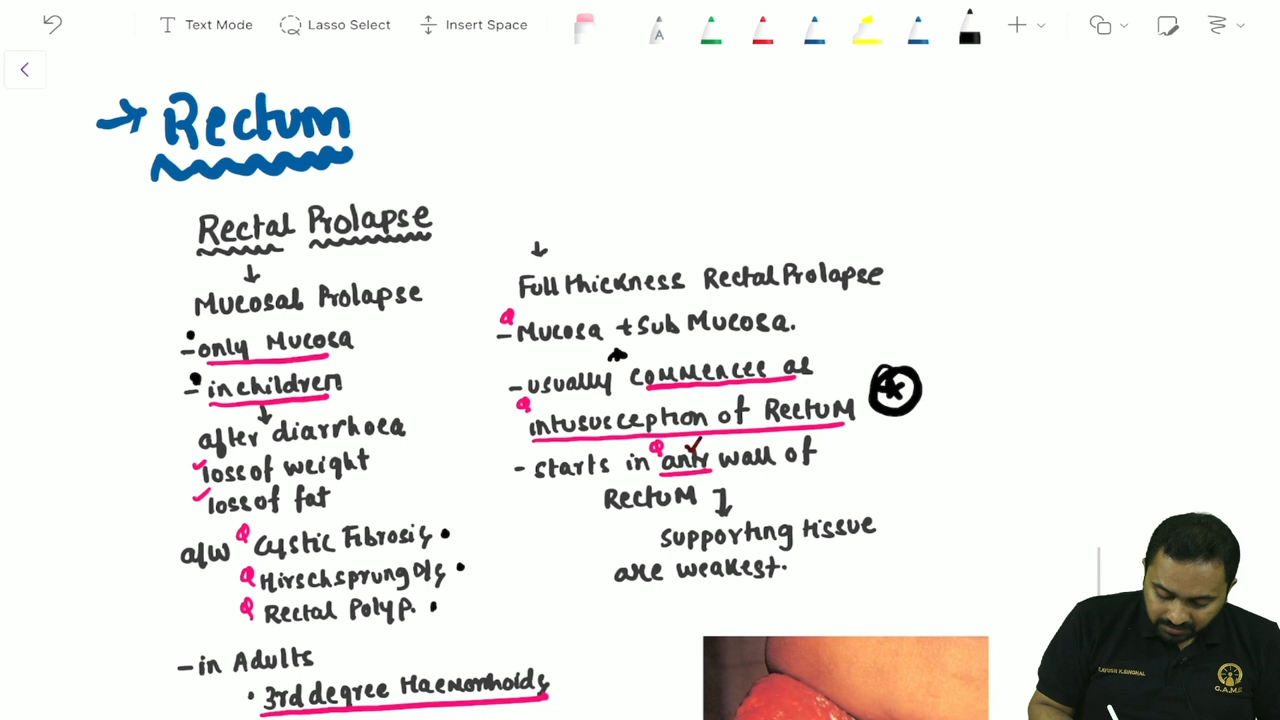 Text Mode
Lasso Select
Insert Space
→ Rectum
Rectal Prolapse
↓
Mucosal Prolapse
- only Mucosa
- in children
↓
after diarrhoea
loss of weight
loss of fat
a/w Cystic Fibrosis
Hirschsprung D/s
Rectal Polyp.
- in Adults
• 3rd degree Haemorrhoids
↓
Full thickness Rectal Prolapse
- Mucosa + Sub Mucosa.
- usually commences as
intususception of Rectum
- starts in antr wall of
Rectum
supporting tissue
are weakest.
G.A.M.S